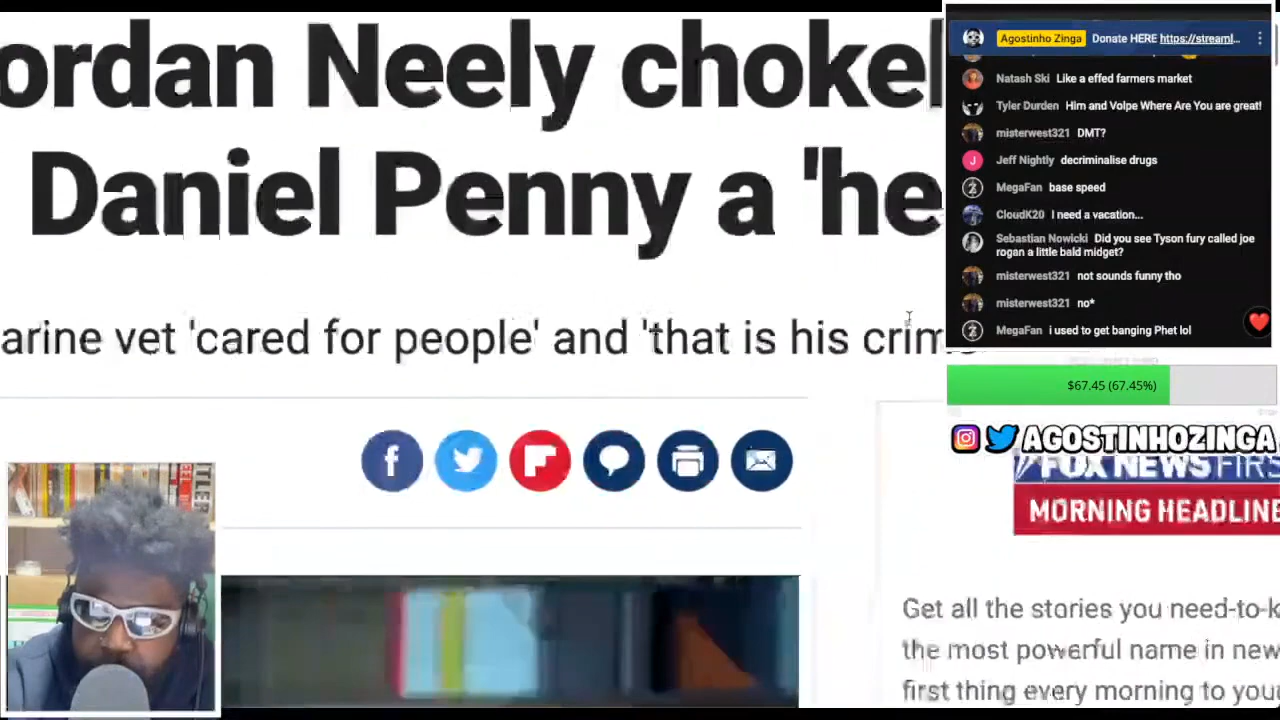 ordan Neely chokel
Daniel Penny a 'he
arine vet 'cared for people' and 'that is his crim
Agostinho Zinga Donate HERE https://streaml...
Natash Ski Like a effed farmers market
Tyler Durden Him and Volpe Where Are You are great!
misterwest321 DMT?
Jeff Nightly decriminalise drugs
MegaFan base speed
CloudK20 I need a vacation...
Sebastian Nowicki Did you see Tyson fury called joe
rogan a little bald midget?
misterwest321 not sounds funny tho
misterwest321 no*
MegaFan i used to get banging Phet lol
$67.45 (67.45%)
AGOSTINHOZINGA
FOX NEWS FIRS
MORNING HEADLINE
Get all the stories you need-to-k
the most powerful name in new
first thing every morning to your